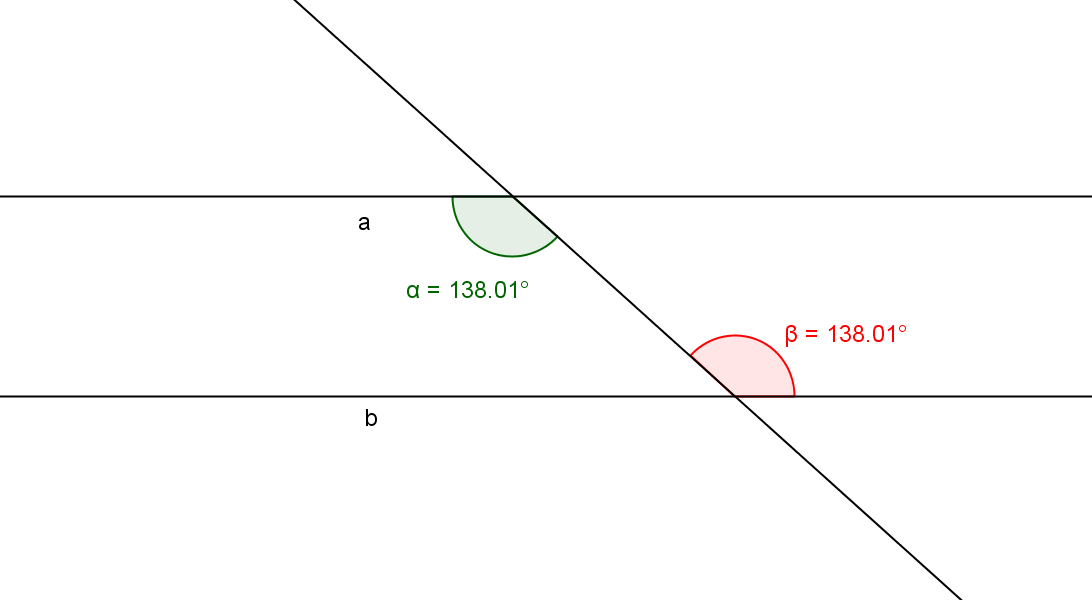 a
α = 138.01°
β = 138.01°
b